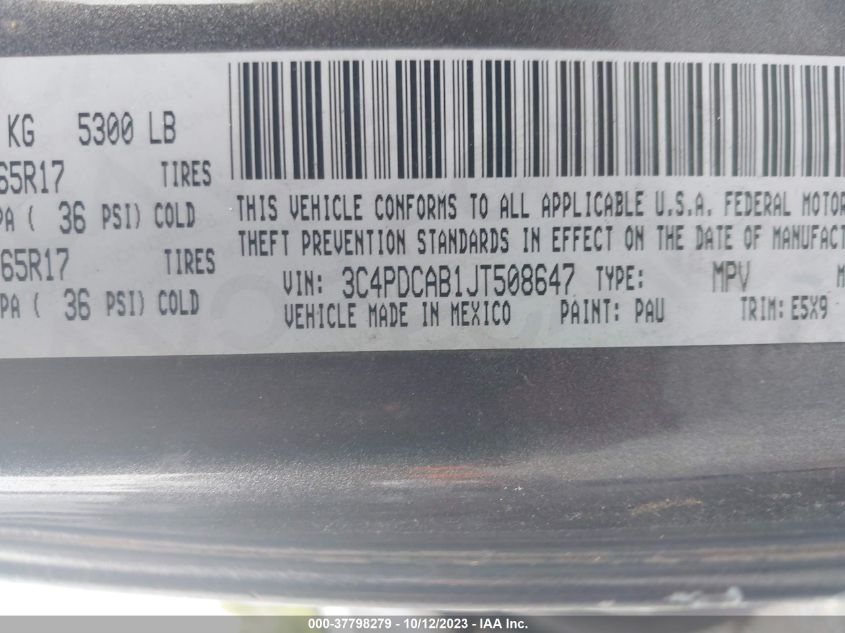 KG 5300 LB
65R17 TIRES
PA ( 36 PSI) COLD
65R17 TIRES
PA ( 36 PSI) COLD
THIS VEHICLE CONFORMS TO ALL APPLICABLE U.S.A. FEDERAL MOTOR
THEFT PREVENTION STANDARDS IN EFFECT ON THE DATE OF MANUFACT
VIN: 3C4PDCAB1JT508647 TYPE: MPV M
VEHICLE MADE IN MEXICO PAINT: PAU TRIM: E5X9
000-37798279 - 10/12/2023 - IAA Inc.